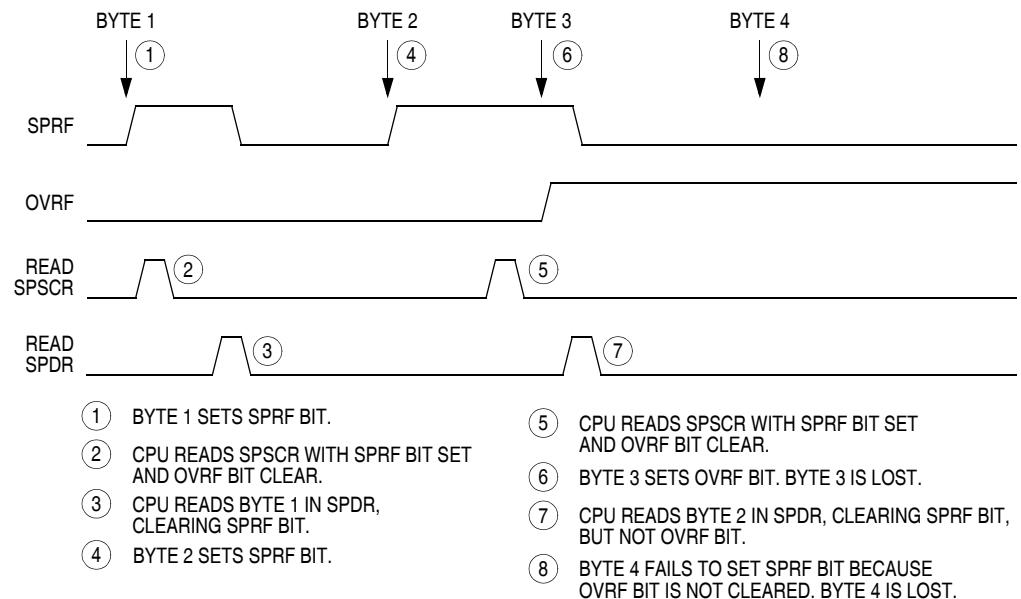 BYTE 1 BYTE 2 BYTE 3 BYTE 4
1 4 6 8
SPRF
OVRF
READ
SPSCR
2 5
READ
SPDR
3 7
1 BYTE 1 SETS SPRF BIT.
2 CPU READS SPSCR WITH SPRF BIT SET
AND OVRF BIT CLEAR.
3 CPU READS BYTE 1 IN SPDR,
CLEARING SPRF BIT.
4 BYTE 2 SETS SPRF BIT.
5 CPU READS SPSCR WITH SPRF BIT SET
AND OVRF BIT CLEAR.
6 BYTE 3 SETS OVRF BIT. BYTE 3 IS LOST.
7 CPU READS BYTE 2 IN SPDR, CLEARING SPRF BIT,
BUT NOT OVRF BIT.
8 BYTE 4 FAILS TO SET SPRF BIT BECAUSE
OVRF BIT IS NOT CLEARED. BYTE 4 IS LOST.